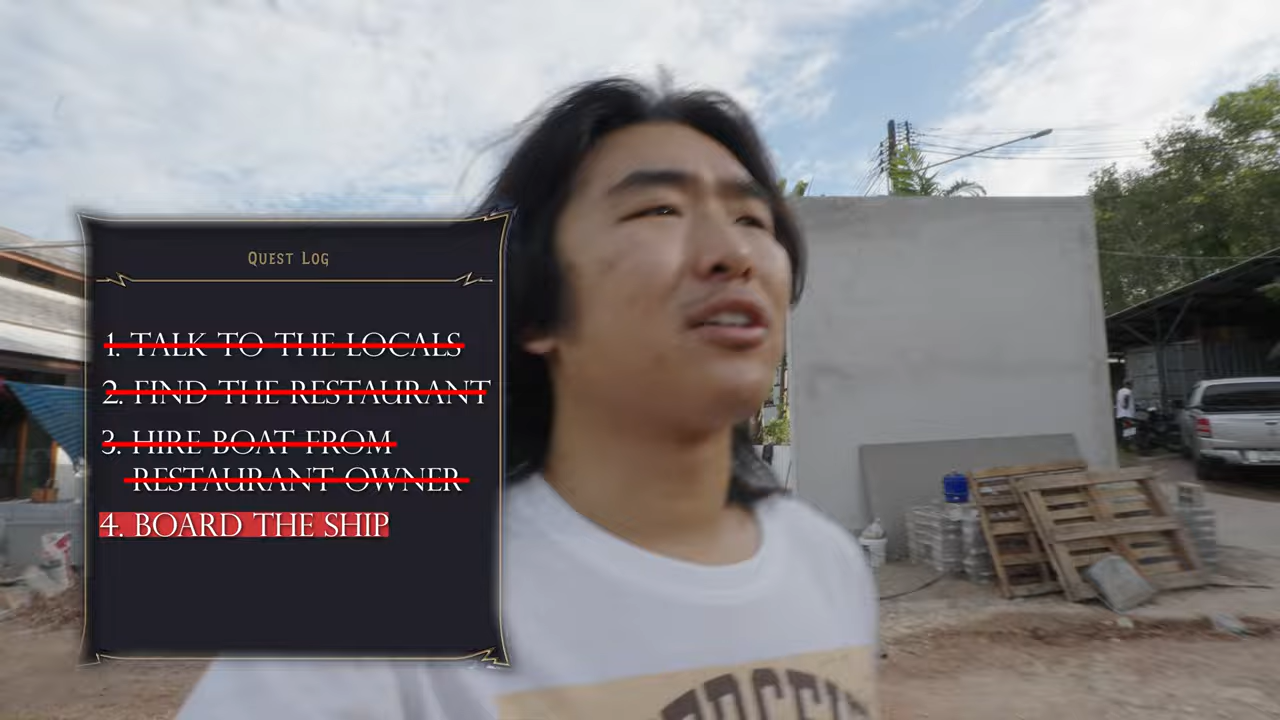 Quest Log
1. TALK TO THE LOCALS
2. FIND THE RESTAURANT
3. HIRE BOAT FROM
RESTAURANT OWNER
4. BOARD THE SHIP